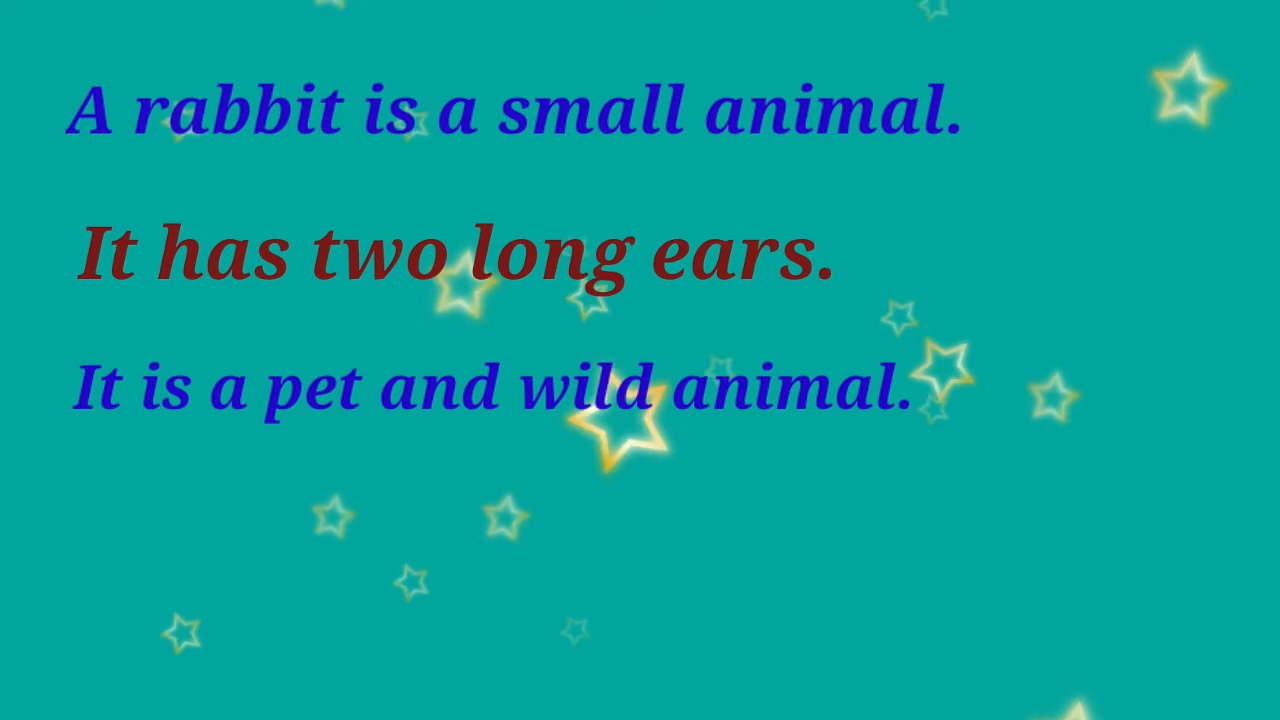 A rabbit is a small animal.
It has two long ears.
It is a pet and wild animal.